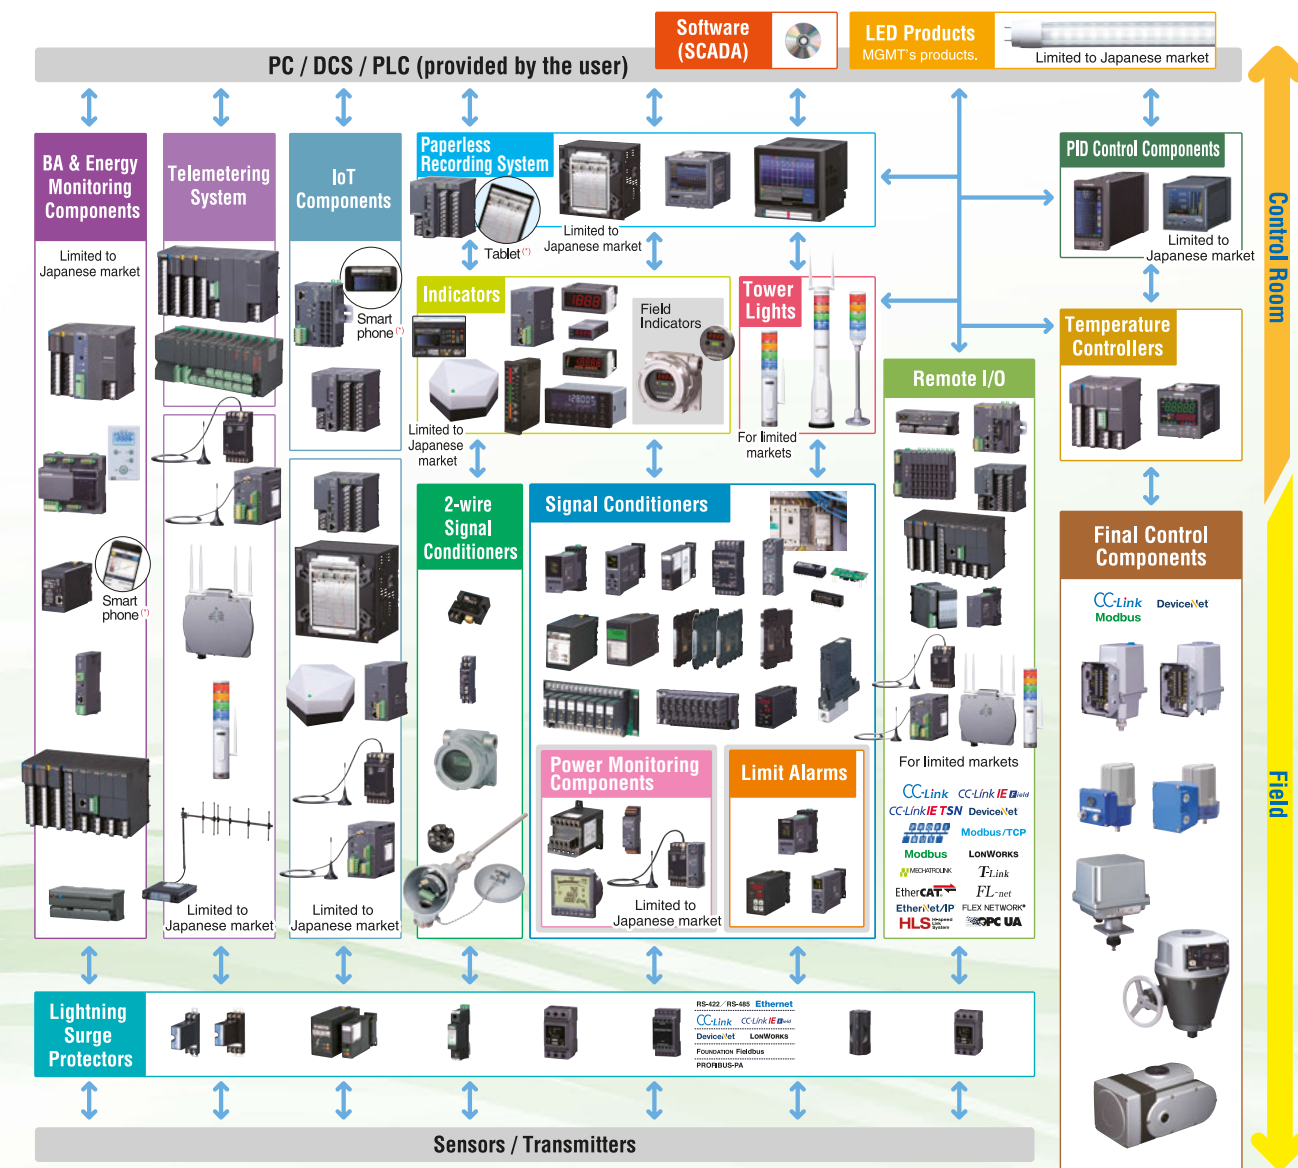 Software
(SCADA)
LED Products
MGMT's products.
Limited to Japanese market
PC / DCS / PLC (provided by the user)
BA & Energy
Monitoring
Components
Limited to
Japanese market
Smart
phone (*)
Telemetering
System
Limited to
Japanese market
IoT
Components
Smart
phone (*)
Limited to
Japanese market
Paperless
Recording System
Tablet (*)
Limited to
Japanese market
Indicators
Field
Indicators
Limited to
Japanese
market
Tower
Lights
For limited
markets
PID Control Components
Limited to
Japanese market
Temperature
Controllers
Control Room
Field
2-wire
Signal
Conditioners
Signal Conditioners
Power Monitoring
Components
Limited to
Japanese market
Limit Alarms
Remote I/O
For limited markets
CC-Link CC-Link IE Field
CC-Link IE TSN DeviceNet
Modbus/TCP
Modbus LONWORKS
MECHATROLINK T-Link
EtherCAT FL-net
EtherNet/IP FLEX NETWORK®
HLS Hi-speed Link System OPC UA
Final Control
Components
CC-Link DeviceNet
Modbus
Lightning
Surge
Protectors
RS-422 / RS-485 Ethernet
CC-Link CC-Link IE Field
DeviceNet LONWORKS
FOUNDATION Fieldbus
PROFIBUS-PA
Sensors / Transmitters